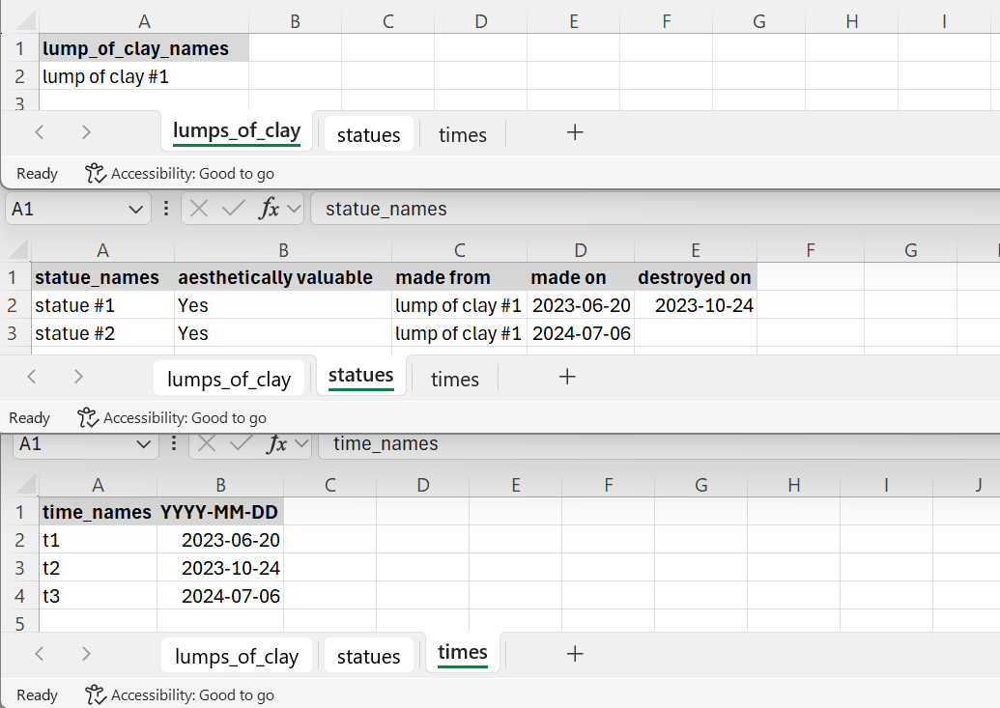 A B C D E F G H I
1 lump_of_clay_names
2 lump of clay #1
3
lumps_of_clay statues times +
Ready Accessibility: Good to go
A1 fx statue_names
A B C D E F G
1 statue_names aesthetically valuable made from made on destroyed on
2 statue #1 Yes lump of clay #1 2023-06-20 2023-10-24
3 statue #2 Yes lump of clay #1 2024-07-06
lumps_of_clay statues times +
Ready Accessibility: Good to go
A1 fx time_names
A B C D E F G H I J
1 time_names YYYY-MM-DD
2 t1 2023-06-20
3 t2 2023-10-24
4 t3 2024-07-06
5
lumps_of_clay statues times +
Ready Accessibility: Good to go